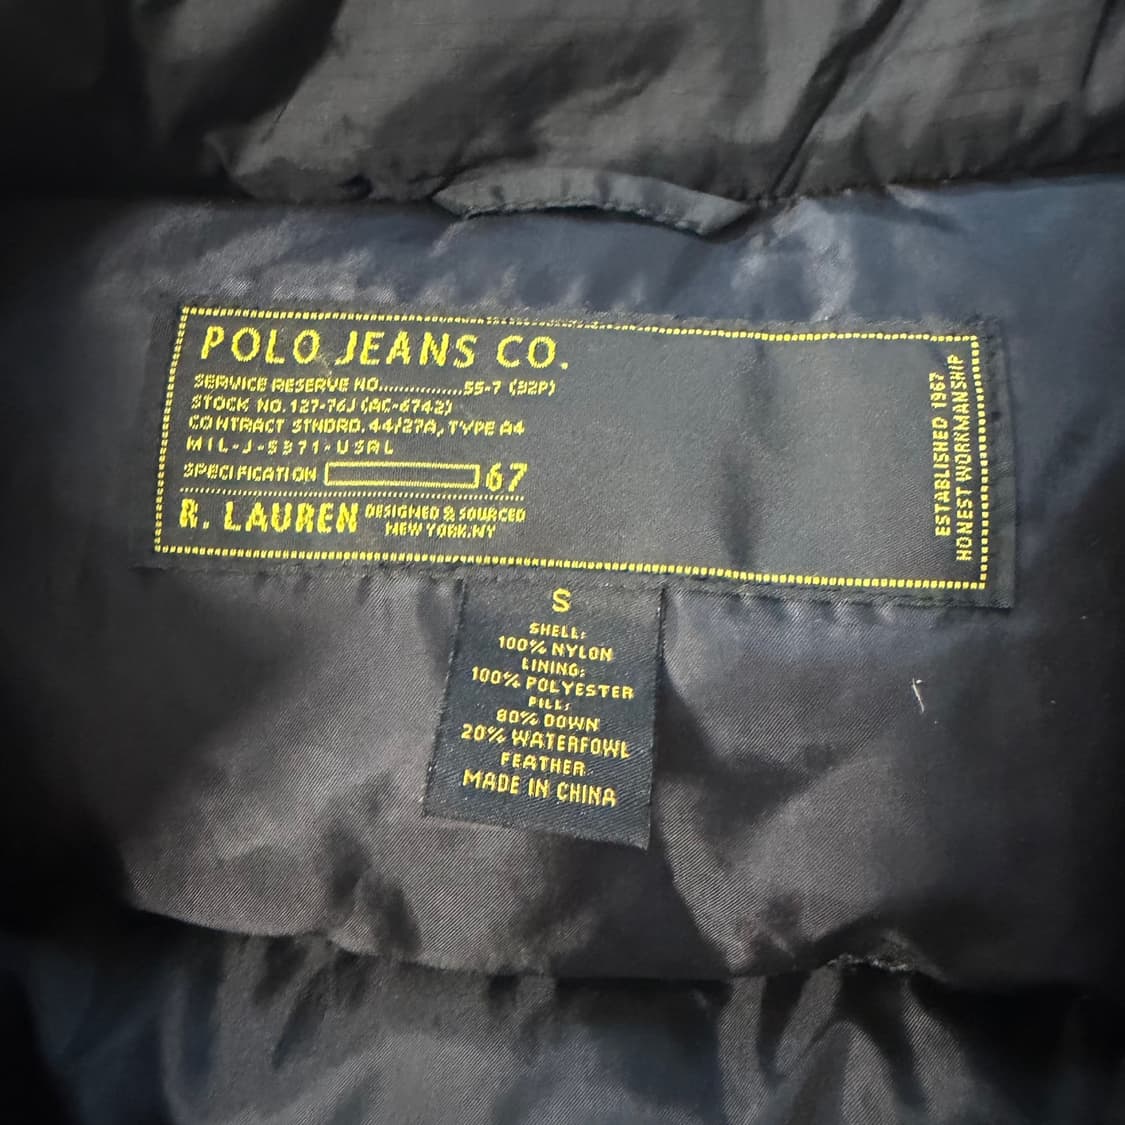 POLO JEANS CO.
SERVICE RESERVE NO...............55-7 (32P)
STOCK NO. 127-76J (AC-6742)
CONTRACT STNDRD. 44/27A, TYPE A4
MIL-J-5371-USRL
SPECIFICATION 67
R. LAUREN DESIGNED & SOURCED
NEW YORK.NY
ESTABLISHED 1967
HONEST WORKMANSHIP
S
SHELL:
100% NYLON
LINING:
100% POLYESTER
FILL:
80% DOWN
20% WATERFOWL
FEATHER
MADE IN CHINA